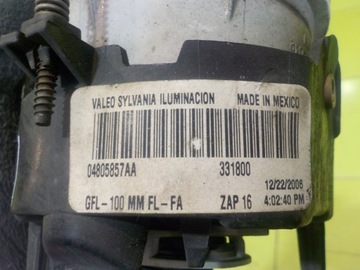 VALEO SYLVANIA ILUMINACION MADE IN MEXICO
04805857AA 331800
12/22/2008
GFL-100 MM FL-FA ZAP 16 4:02:40 PM